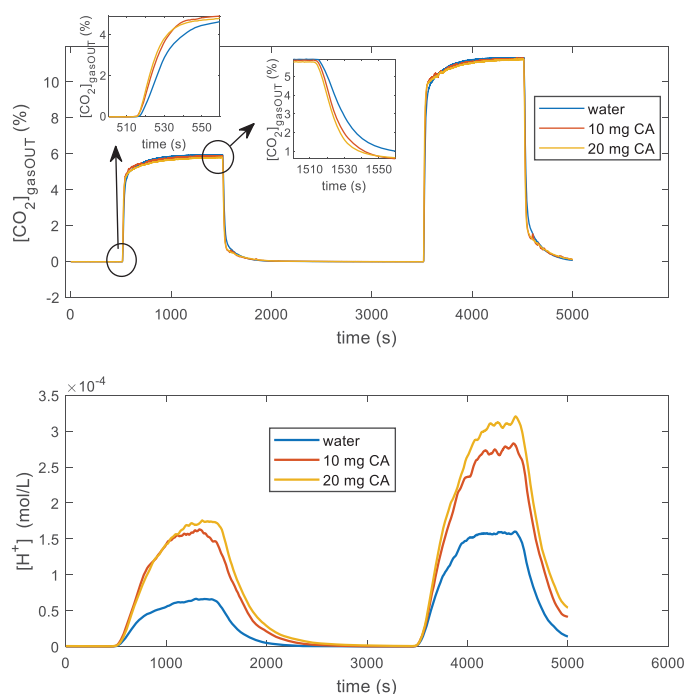 4
2
0
510 530 550
time (s)
[CO2]gasOUT (%)
5
4
3
2
1
1510 1530 1550
time (s)
[CO2]gasOUT (%)
10
8
6
4
2
0
-2
0 1000 2000 3000 4000 5000
time (s)
[CO2]gasOUT (%)
water
10 mg CA
20 mg CA
×10-4
3.5
3
2.5
2
1.5
1
0.5
0
0 1000 2000 3000 4000 5000 6000
time (s)
[H+] (mol/L)
water
10 mg CA
20 mg CA